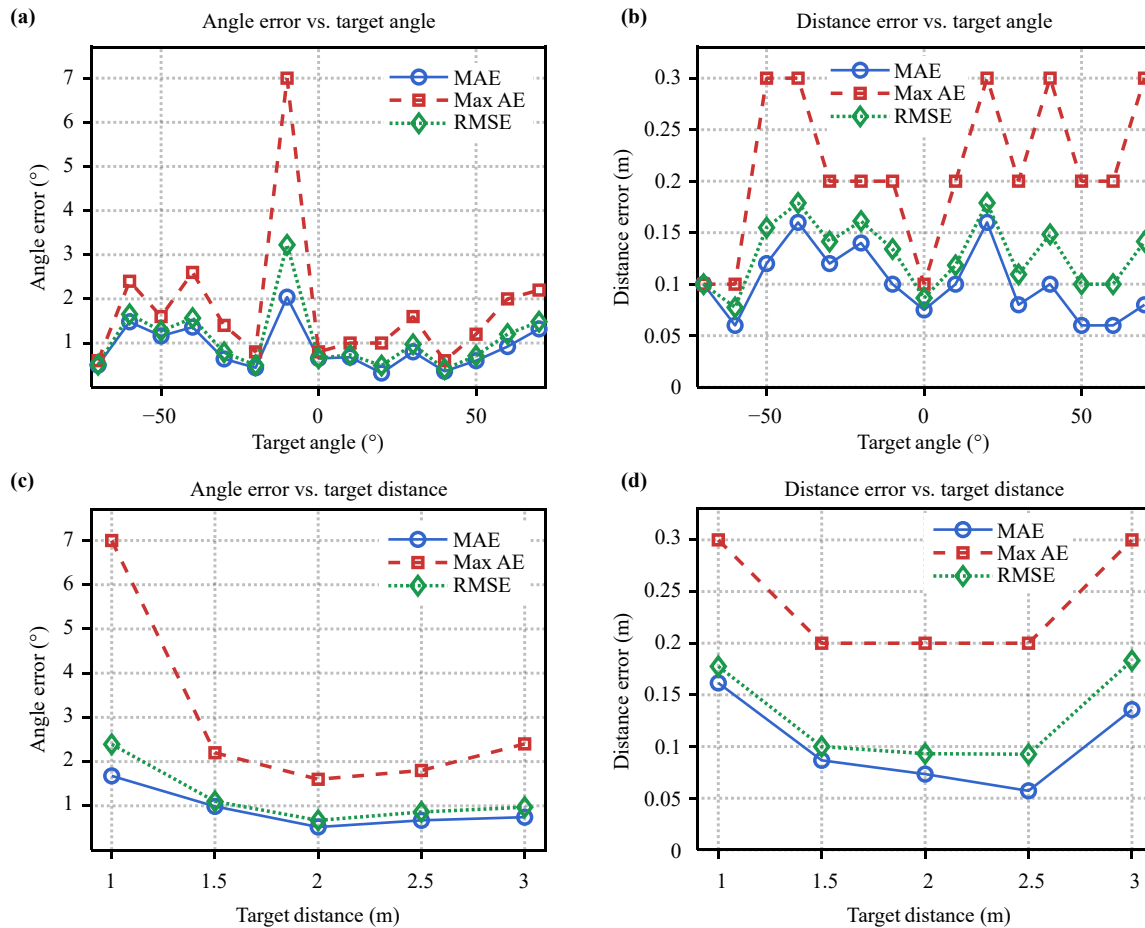 (a)
Angle error vs. target angle
7
6
5
4
3
2
1
Angle error (°)
MAE
Max AE
RMSE
−50
0
50
Target angle (°)
(b)
Distance error vs. target angle
0.3
0.25
0.2
0.15
0.1
0.05
0
Distance error (m)
MAE
Max AE
RMSE
−50
0
50
Target angle (°)
(c)
Angle error vs. target distance
7
6
5
4
3
2
1
Angle error (°)
MAE
Max AE
RMSE
1
1.5
2
2.5
3
Target distance (m)
(d)
Distance error vs. target distance
0.3
0.25
0.2
0.15
0.1
0.05
0
Distance error (m)
MAE
Max AE
RMSE
1
1.5
2
2.5
3
Target distance (m)